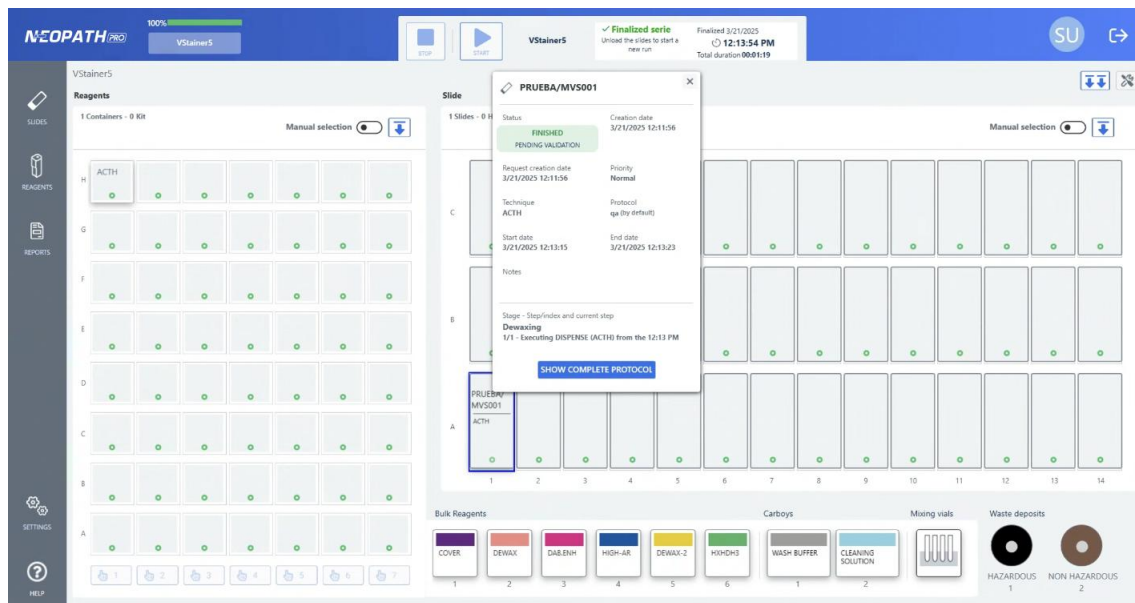 NEOPATH PRO
100%
VStainer5
STOP
START
VStainer5
✓ Finalized serie
Unload the slides to start a
new run
Finalized 3/21/2025
12:13:54 PM
Total duration 00:01:19
SU
SLIDES
REAGENTS
REPORTS
SETTINGS
HELP
VStainer5
Reagents
1 Containers - 0 Kit
Manual selection
H
ACTH
G
F
E
D
C
B
A
1
2
3
4
5
6
7
Slide
1 Slides - 0 H
Manual selection
C
B
A
PRUEBA/
MVS001
ACTH
1
2
3
4
5
6
7
8
9
10
11
12
13
14
PRUEBA/MVS001
×
Status
FINISHED
PENDING VALIDATION
Creation date
3/21/2025 12:11:56
Request creation date
3/21/2025 12:11:56
Priority
Normal
Technique
ACTH
Protocol
qa (by default)
Start date
3/21/2025 12:13:15
End date
3/21/2025 12:13:23
Notes
Stage - Step/index and current step
Dewaxing
1/1 - Executing DISPENSE (ACTH) from the 12:13 PM
SHOW COMPLETE PROTOCOL
Bulk Reagents
COVER
DEWAX
DAB.ENH
HIGH-AR
DEWAX-2
HXHDH3
1
2
3
4
5
6
Carboys
WASH BUFFER
CLEANING
SOLUTION
1
2
Mixing vials
Waste deposits
HAZARDOUS
1
NON HAZARDOUS
2